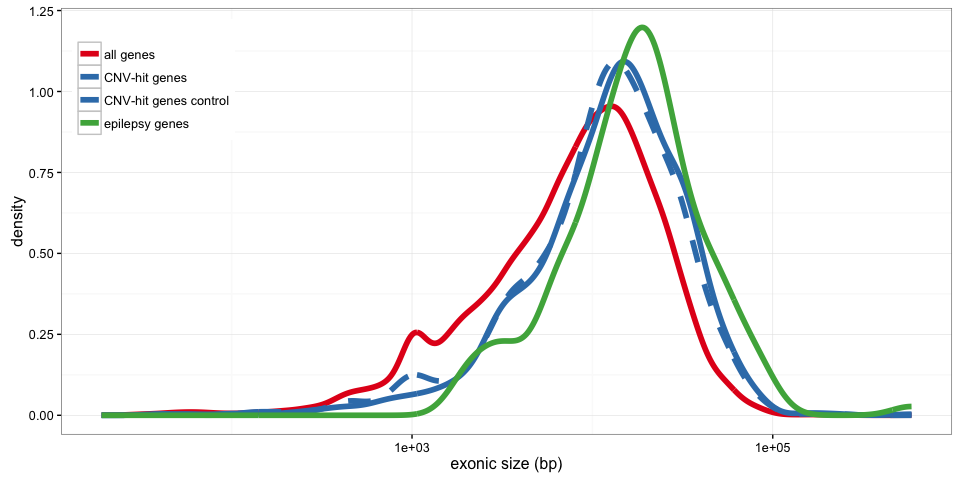 1.25
1.00
0.75
0.50
0.25
0.00
density
all genes
CNV-hit genes
CNV-hit genes control
epilepsy genes
1e+03
1e+05
exonic size (bp)